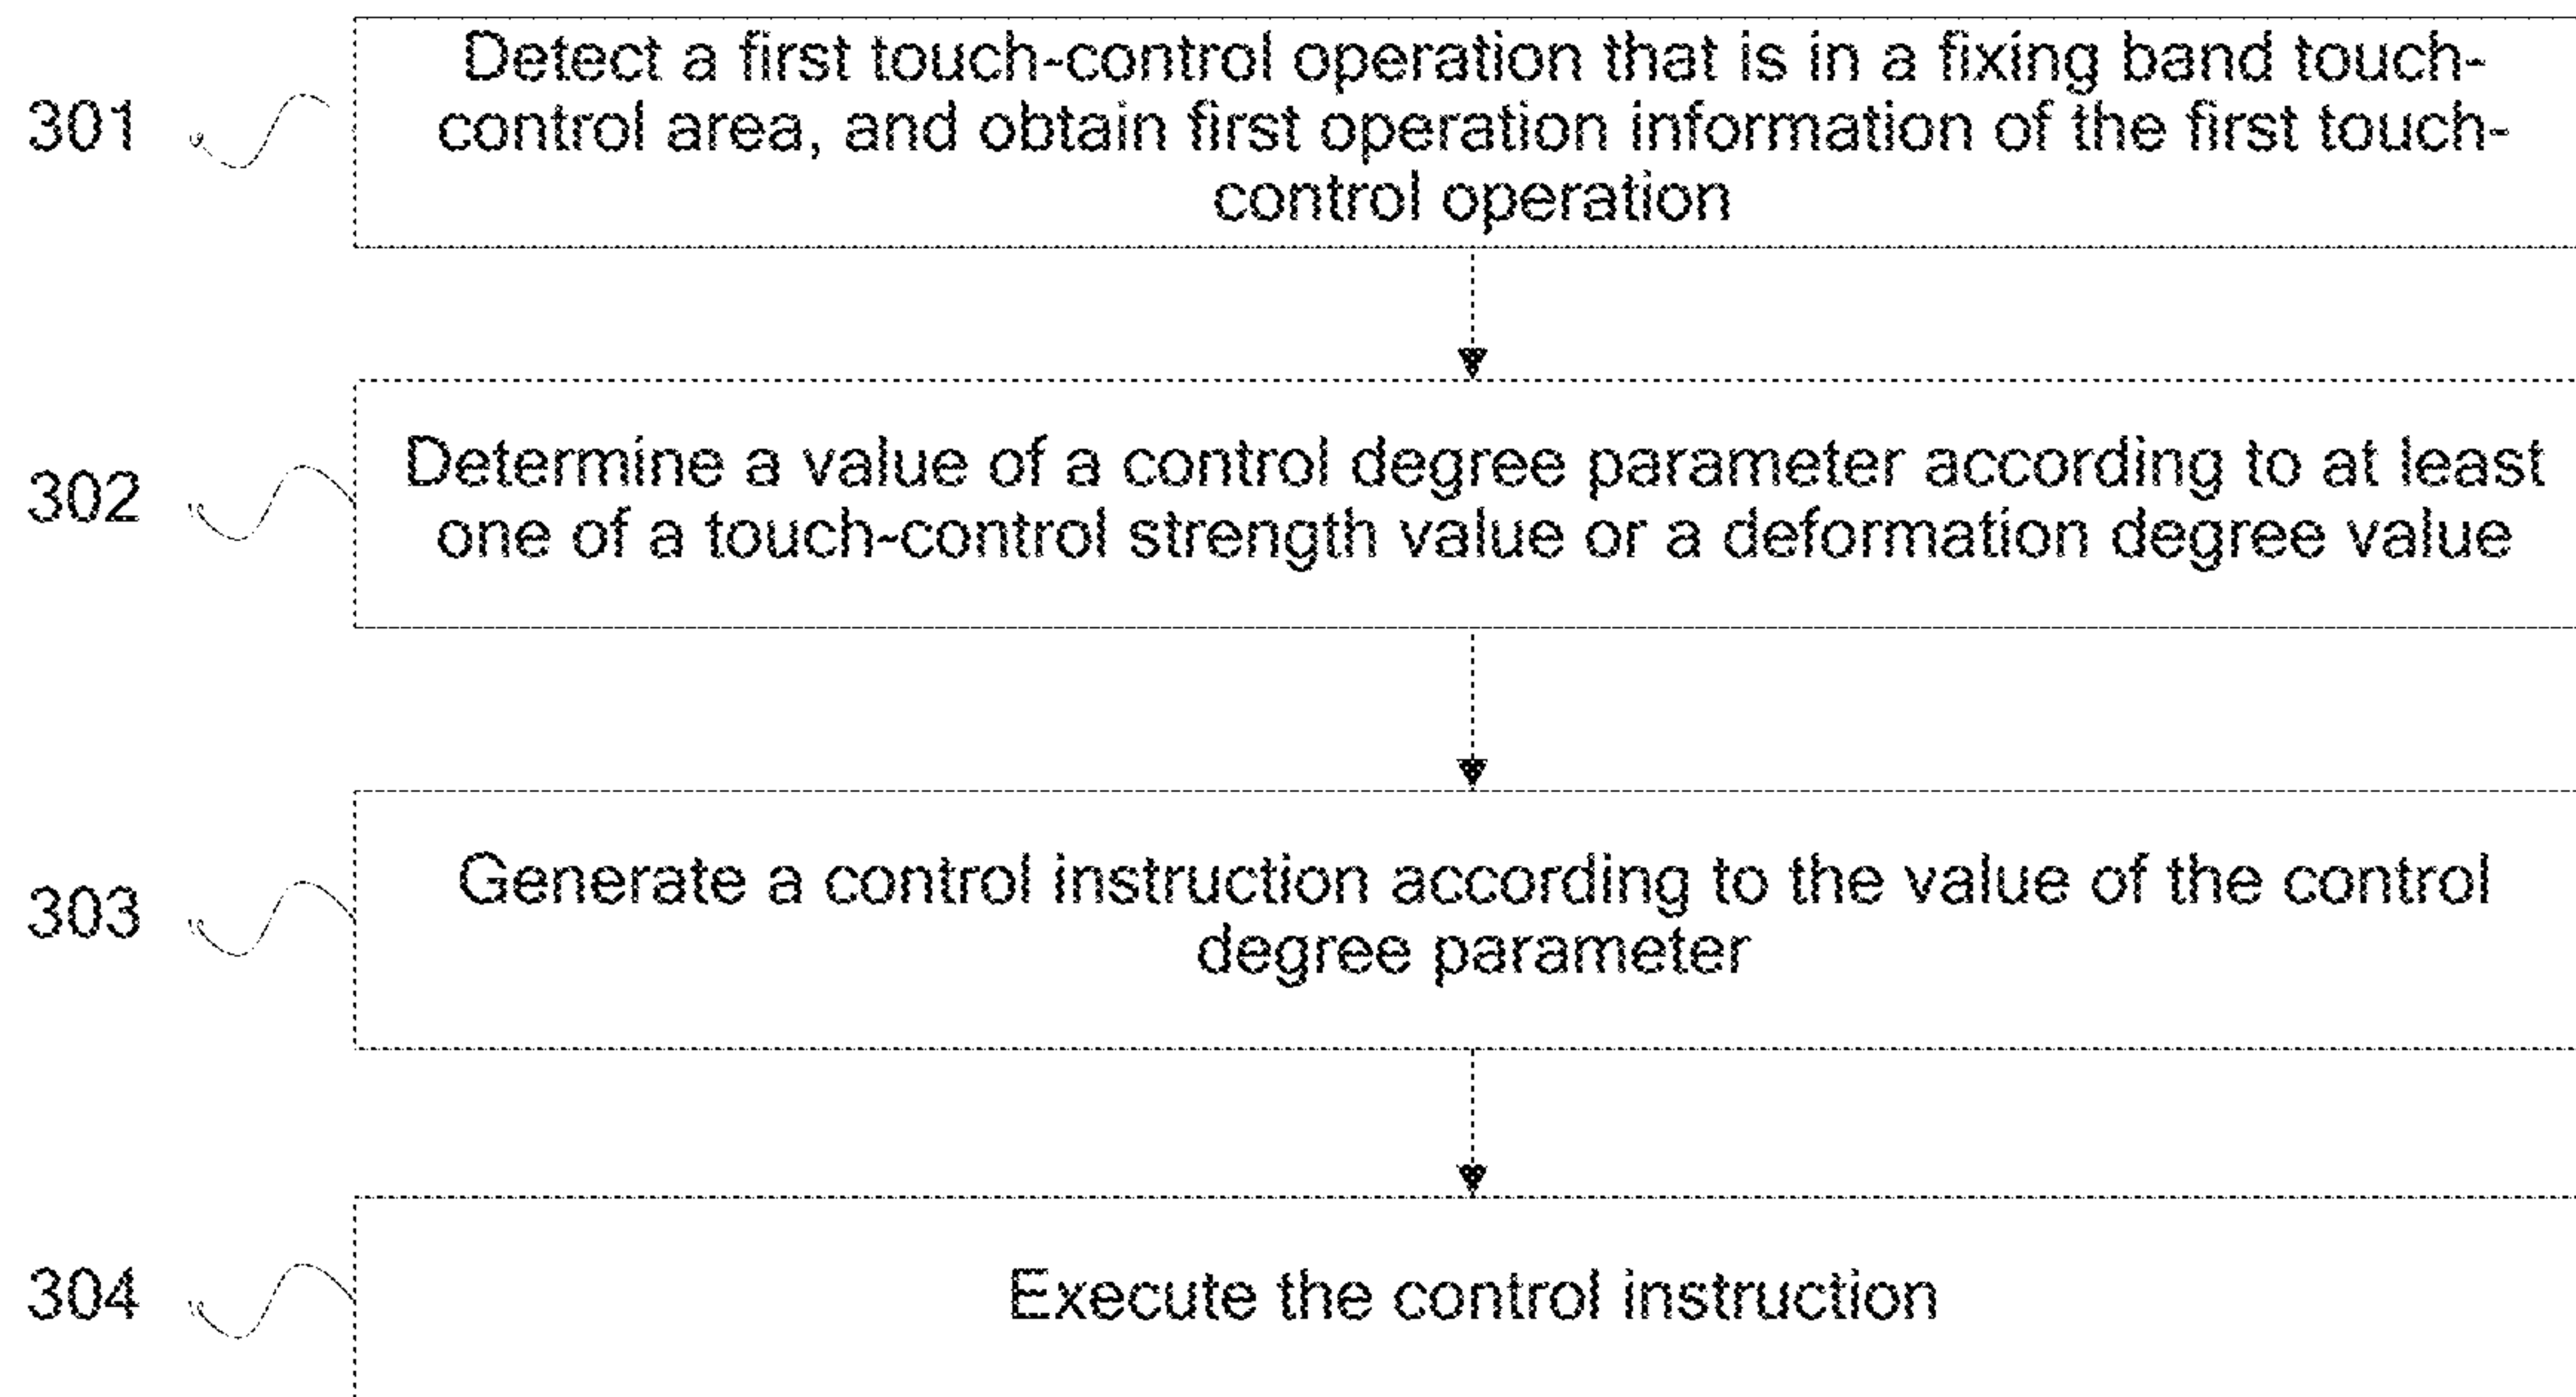 301
Detect a first touch-control operation that is in a fixing band touch-
control area, and obtain first operation information of the first touch-
control operation
302
Determine a value of a control degree parameter according to at least
one of a touch-control strength value or a deformation degree value
303
Generate a control instruction according to the value of the control
degree parameter
304
Execute the control instruction